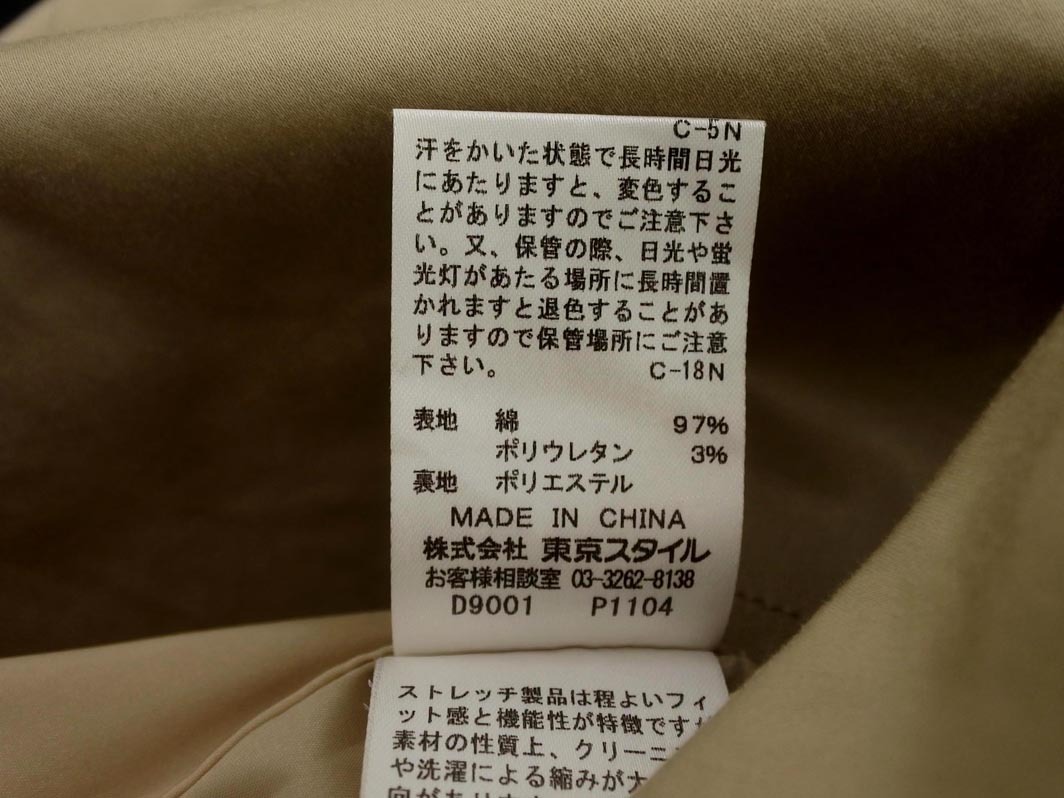 C-5N
汗をかいた状態で長時間日光
にあたりますと、変色するこ
とがありますのでご注意下さ
い。又、保管の際、日光や蛍
光灯があたる場所に長時間置
かれますと退色することがあ
りますので保管場所にご注意
下さい。 C-18N
表地 綿 97%
ポリウレタン 3%
裏地 ポリエステル
MADE IN CHINA
株式会社 東京スタイル
お客様相談室 03-3262-8138
D9001 P1104
ストレッチ製品は程よいフィ
ット感と機能性が特徴ですが
素材の性質上、クリーニ
や洗濯による縮みが大
向があります